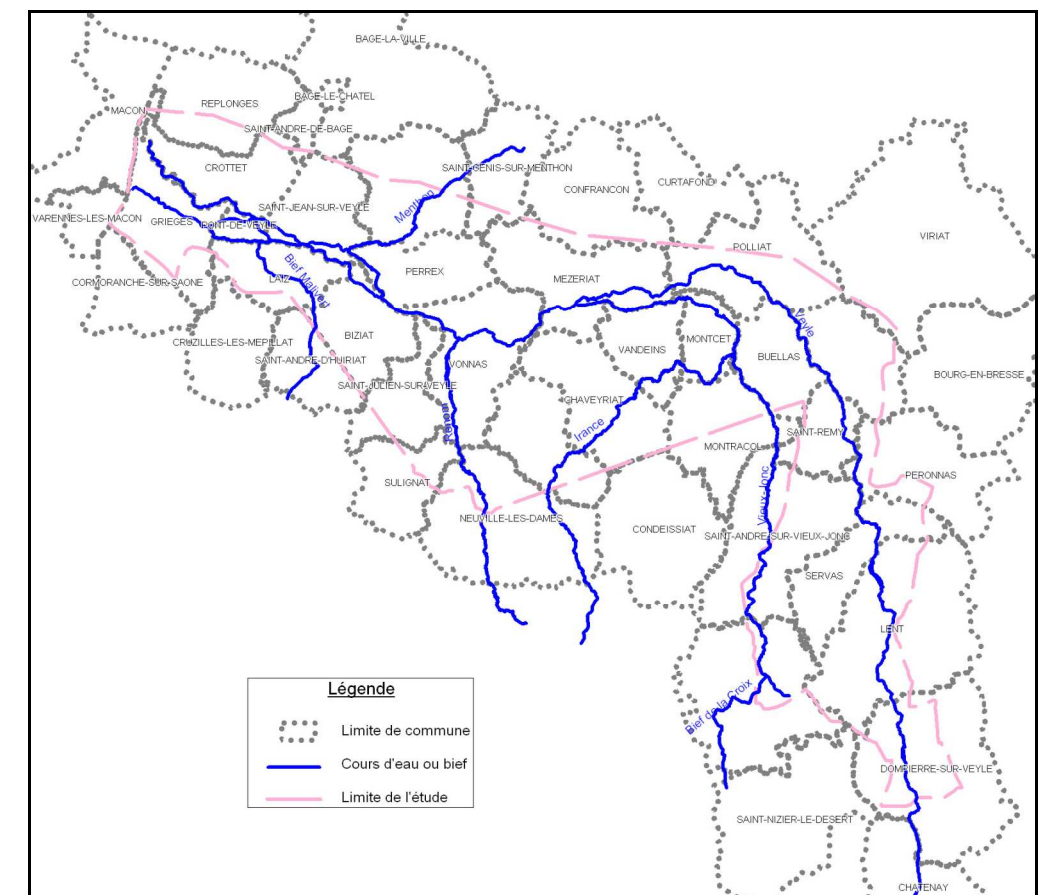 BAGE-LA-VILLE
BAGE-LE-CHATEL
REPLONGES
MACON
SAINT-ANDRE-DE-BAGE
CROTTET
SAINT-GENIS-SUR-MENTHON
CURTAFOND
CONFRANCON
Menthon
SAINT-JEAN-SUR-VEYLE
VARENNES-LES-MACON
GRIEGES
PONT-DE-VEYLE
VIRIAT
POLLIAT
PERREX
MEZERIAT
CORMORANCHE-SUR-SAONE
LAIZ
Bief Malivert
Veyle
BIZIAT
CRUZILLES-LES-MEPILLAT
MONTCET
VANDEINS
BUELLAS
SAINT-ANDRE-D'HUIRIAT
VONNAS
BOURG-EN-BRESSE
SAINT-JULIEN-SUR-VEYLE
CHAVEYRIAT
Renom
Irance
SAINT-REMY
MONTRACOL
PERONNAS
SULIGNAT
Vieux-Jonc
NEUVILLE-LES-DAMES
CONDEISSIAT
SAINT-ANDRE-SUR-VIEUX-JONC
SERVAS
LENT
Bief de la Croix
DOMPIERRE-SUR-VEYLE
SAINT-NIZIER-LE-DESERT
CHATENAY
Légende
Limite de commune
Cours d'eau ou bief
Limite de l'étude